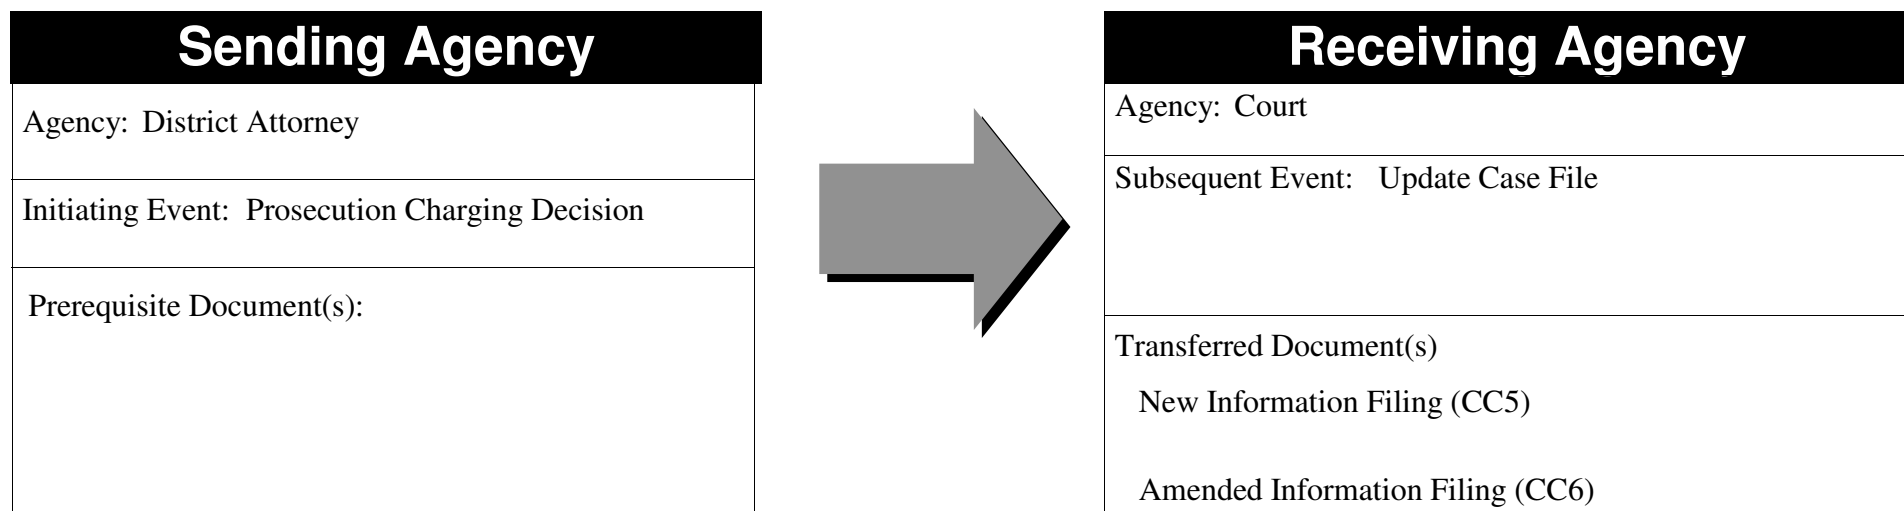 Sending Agency
Agency: District Attorney
Initiating Event: Prosecution Charging Decision
Prerequisite Document(s):
Receiving Agency
Agency: Court
Subsequent Event: Update Case File
Transferred Document(s)
New Information Filing (CC5)
Amended Information Filing (CC6)